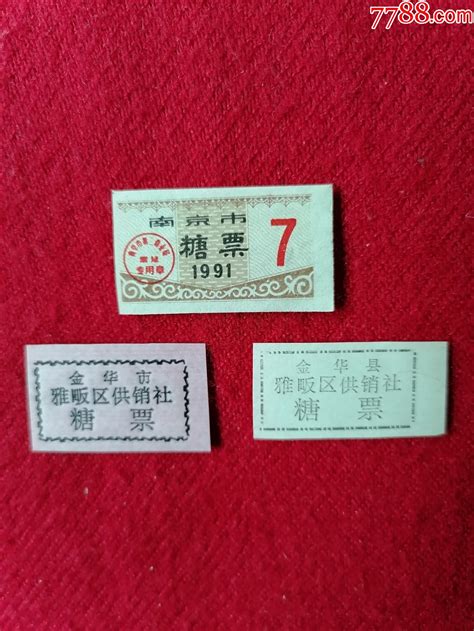 7788.com
南京市
糖票
1991
7
专用章
金华市
雅畈区供销社
糖 票
金华县
雅畈区供销社
糖 票